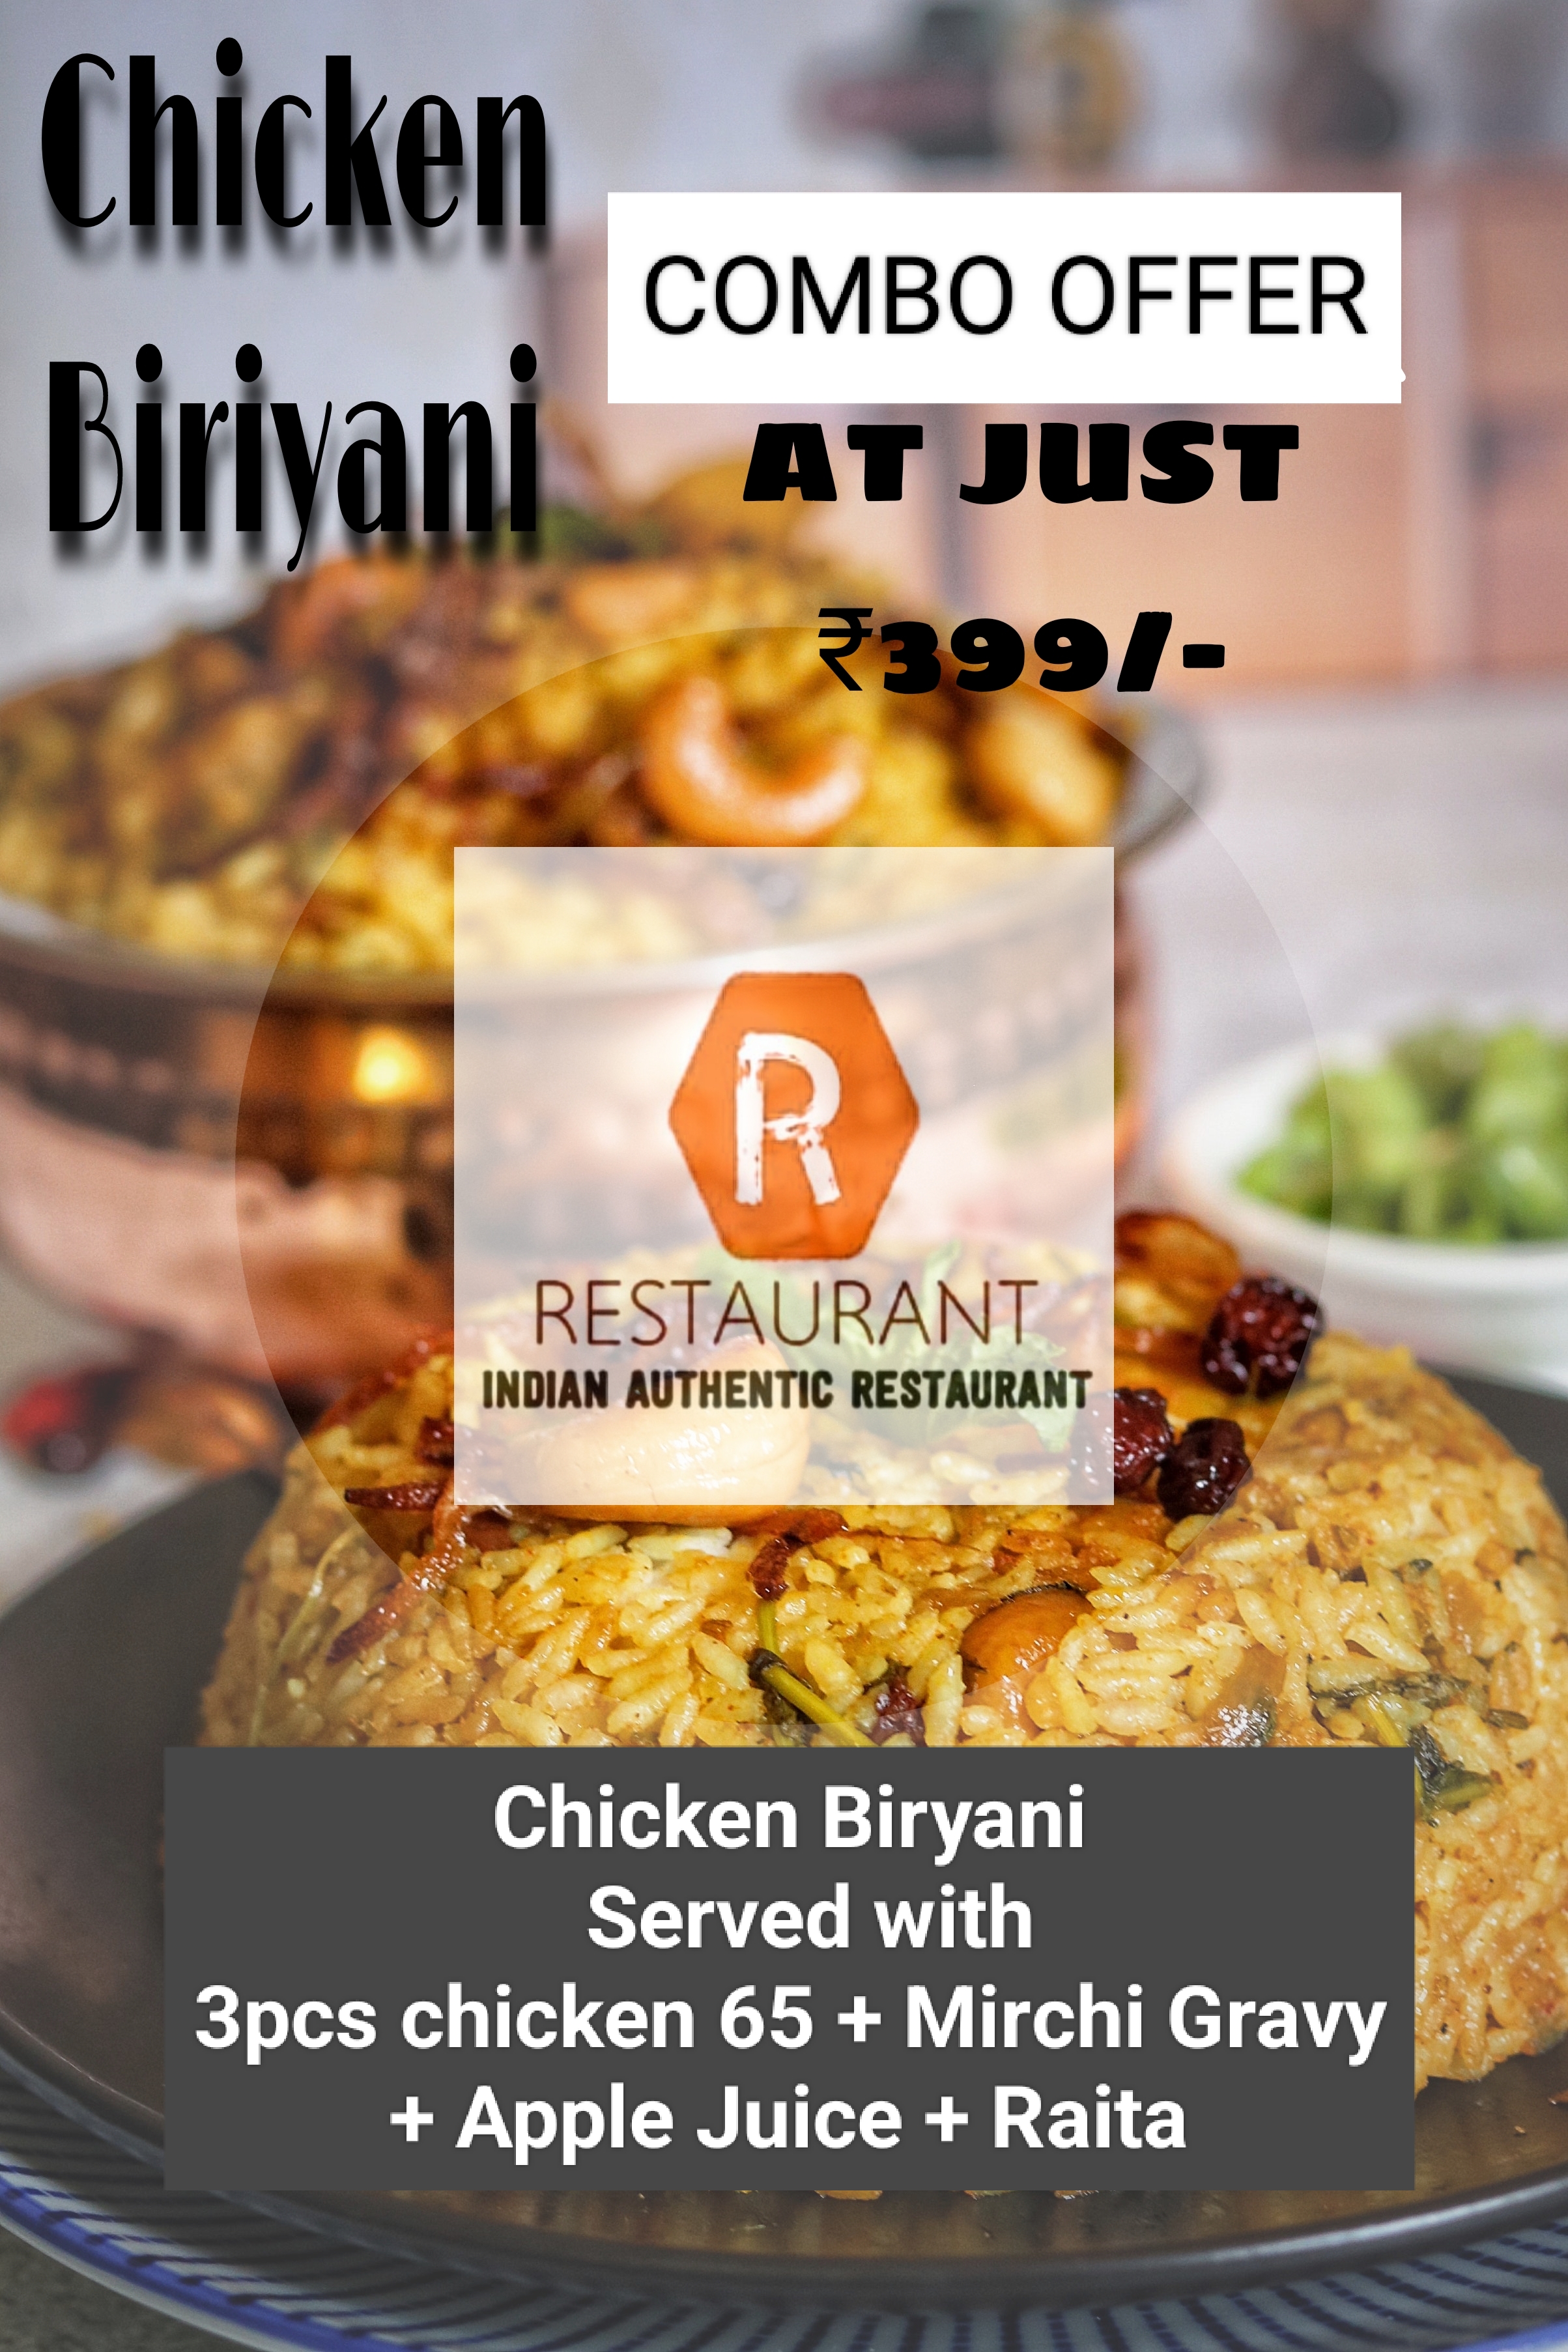 Chicken
Biriyani
COMBO OFFER
AT JUST
₹399/-
R
RESTAURANT
INDIAN AUTHENTIC RESTAURANT
Chicken Biryani
Served with
3pcs chicken 65 + Mirchi Gravy
+ Apple Juice + Raita